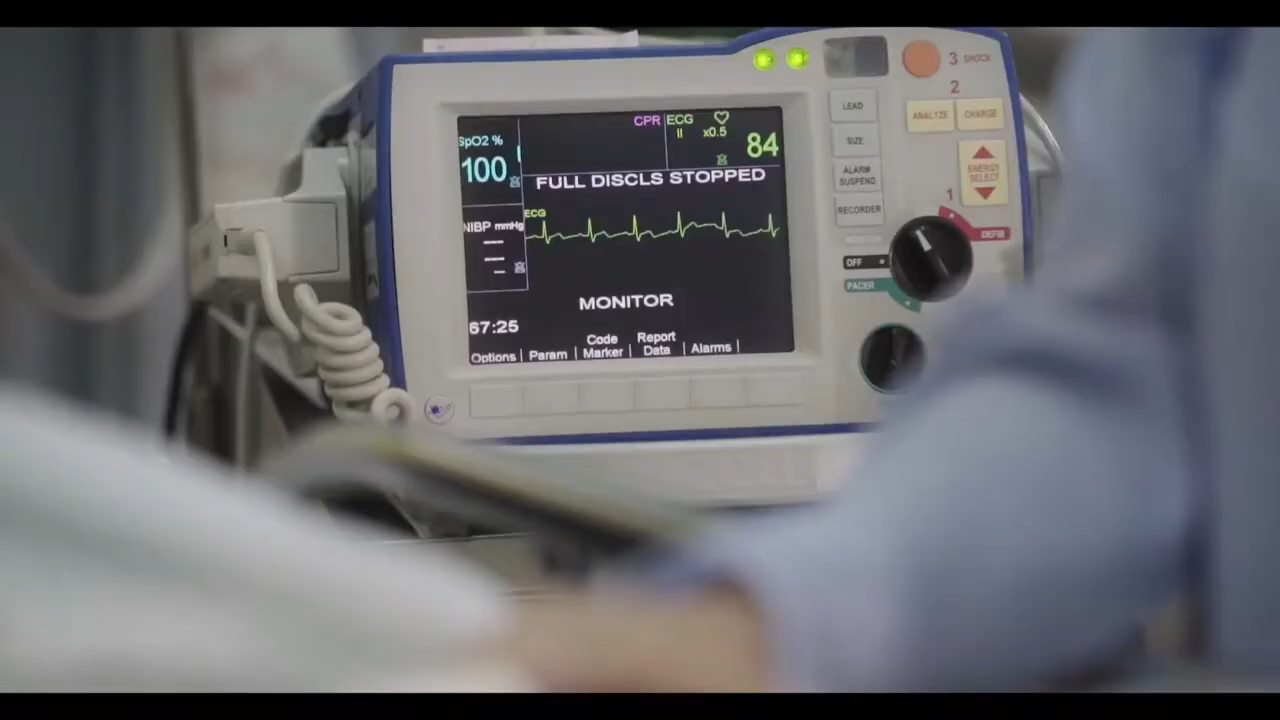 SpO2 %
100
CPR
ECG
II
x0.5
84
FULL DISCLS STOPPED
ECG
NIBP mmHg
---
---
--
MONITOR
67:25
Options
Param
Code
Marker
Report
Data
Alarms
LEAD
SIZE
ALARM
SUSPEND
RECORDER
3 SHOCK
2
ANALYZE
CHARGE
ENERGY
SELECT
1
DEFIB
MONITOR
OFF
PACER